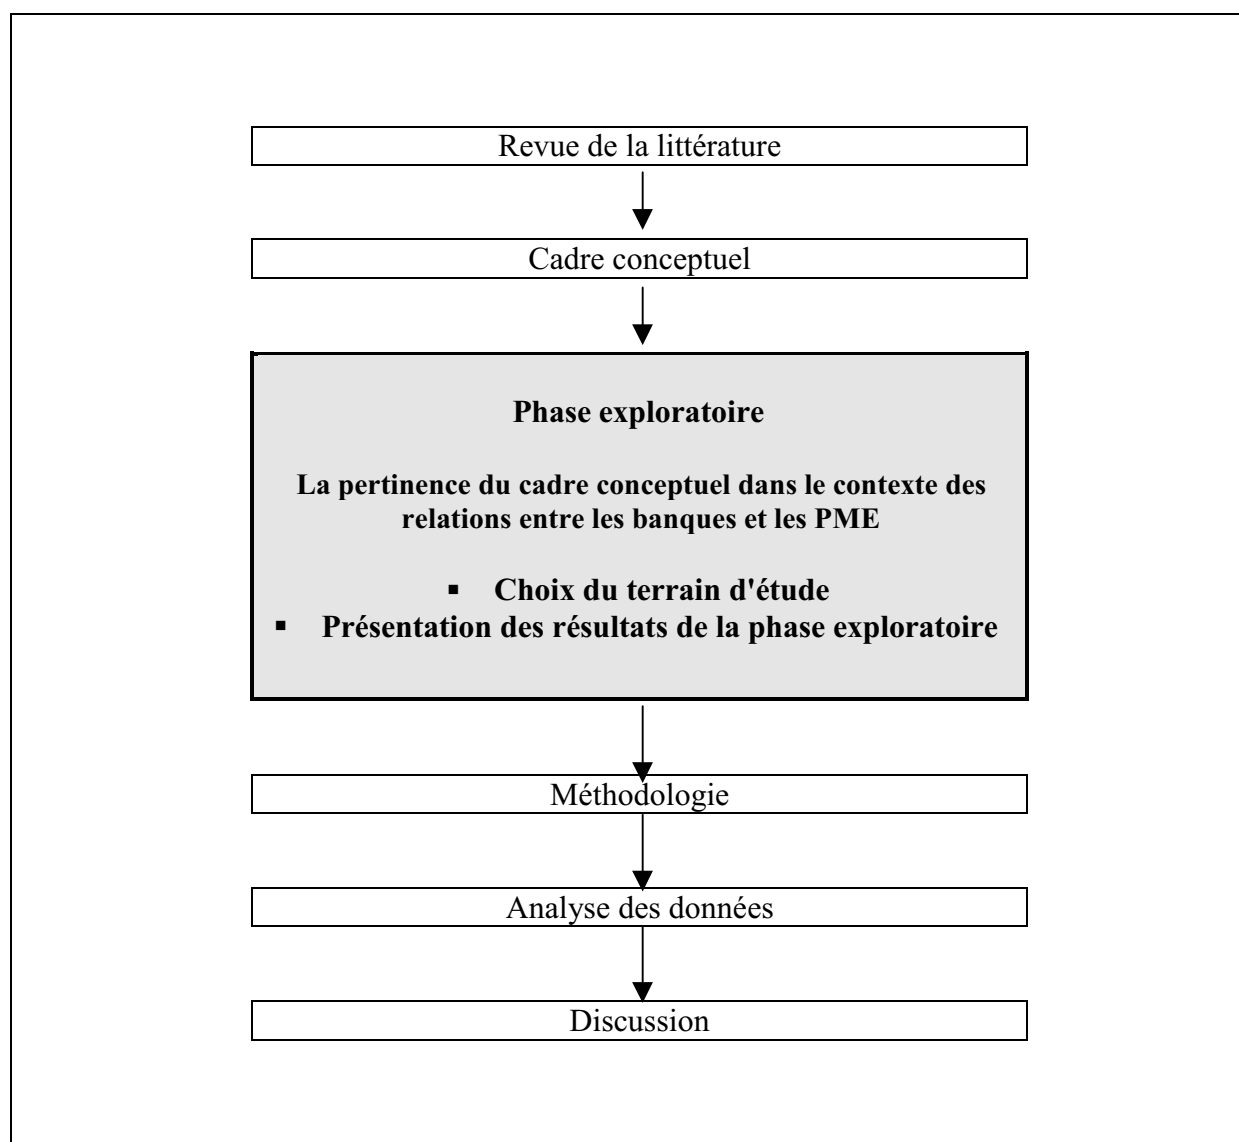 Revue de la littérature
Cadre conceptuel
Phase exploratoire
La pertinence du cadre conceptuel dans le contexte des
relations entre les banques et les PME
▪ Choix du terrain d'étude
▪ Présentation des résultats de la phase exploratoire
Méthodologie
Analyse des données
Discussion